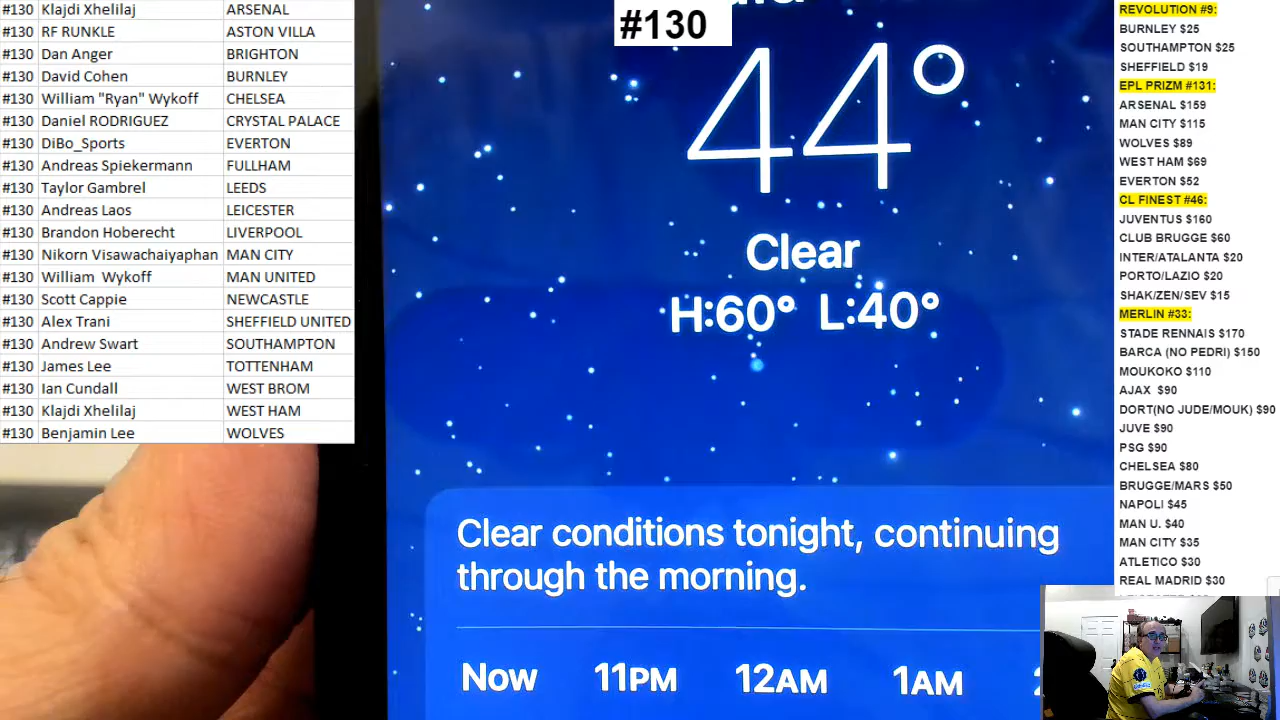 #130 Klajdi Xhelilaj ARSENAL
#130 RF RUNKLE ASTON VILLA
#130 Dan Anger BRIGHTON
#130 David Cohen BURNLEY
#130 William "Ryan" Wykoff CHELSEA
#130 Daniel RODRIGUEZ CRYSTAL PALACE
#130 DiBo_Sports EVERTON
#130 Andreas Spiekermann FULLHAM
#130 Taylor Gambrel LEEDS
#130 Andreas Laos LEICESTER
#130 Brandon Hoberecht LIVERPOOL
#130 Nikorn Visawachaiyaphan MAN CITY
#130 William Wykoff MAN UNITED
#130 Scott Cappie NEWCASTLE
#130 Alex Trani SHEFFIELD UNITED
#130 Andrew Swart SOUTHAMPTON
#130 James Lee TOTTENHAM
#130 Ian Cundall WEST BROM
#130 Klajdi Xhelilaj WEST HAM
#130 Benjamin Lee WOLVES
#130
44°
Clear
H:60° L:40°
Clear conditions tonight, continuing
through the morning.
Now 11PM 12AM 1AM
REVOLUTION #9:
BURNLEY $25
SOUTHAMPTON $25
SHEFFIELD $19
EPL PRIZM #131:
ARSENAL $159
MAN CITY $115
WOLVES $89
WEST HAM $69
EVERTON $52
CL FINEST #46:
JUVENTUS $160
CLUB BRUGGE $60
INTER/ATALANTA $20
PORTO/LAZIO $20
SHAK/ZEN/SEV $15
MERLIN #33:
STADE RENNAIS $170
BARCA (NO PEDRI) $150
MOUKOKO $110
AJAX $90
DORT(NO JUDE/MOUK) $90
JUVE $90
PSG $90
CHELSEA $80
BRUGGE/MARS $50
NAPOLI $45
MAN U. $40
MAN CITY $35
ATLETICO $30
REAL MADRID $30